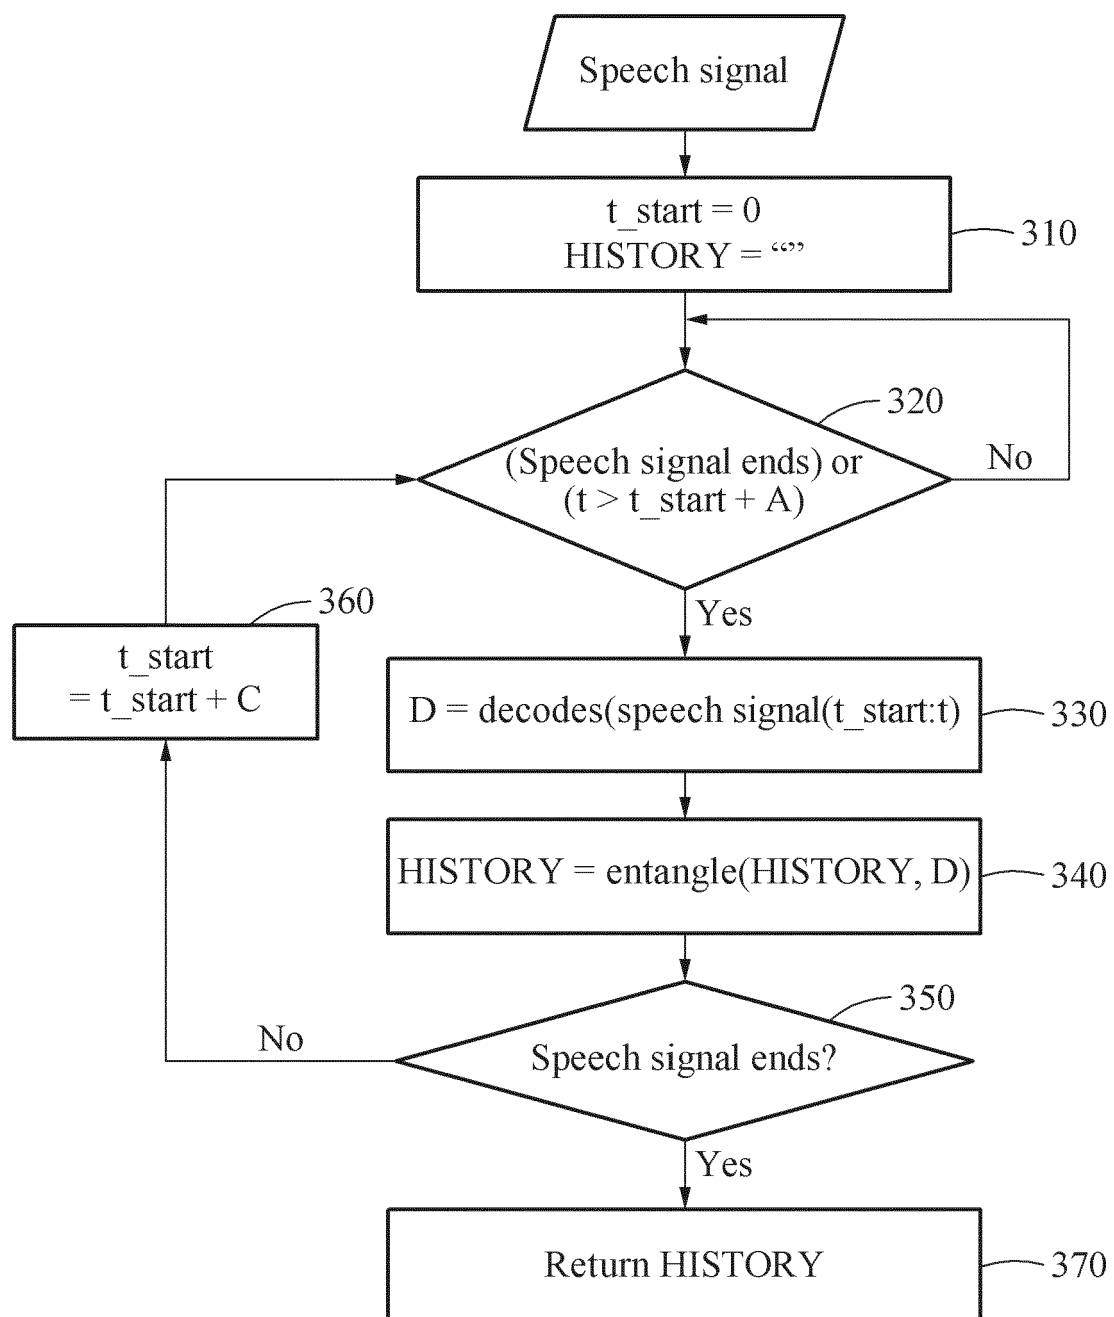 Speech signal
t_start = 0
HISTORY = “”
310
320
(Speech signal ends) or
(t > t_start + A)
No
Yes
360
t_start
= t_start + C
D = decodes(speech signal(t_start:t)
330
HISTORY = entangle(HISTORY, D)
340
350
No
Speech signal ends?
Yes
Return HISTORY
370